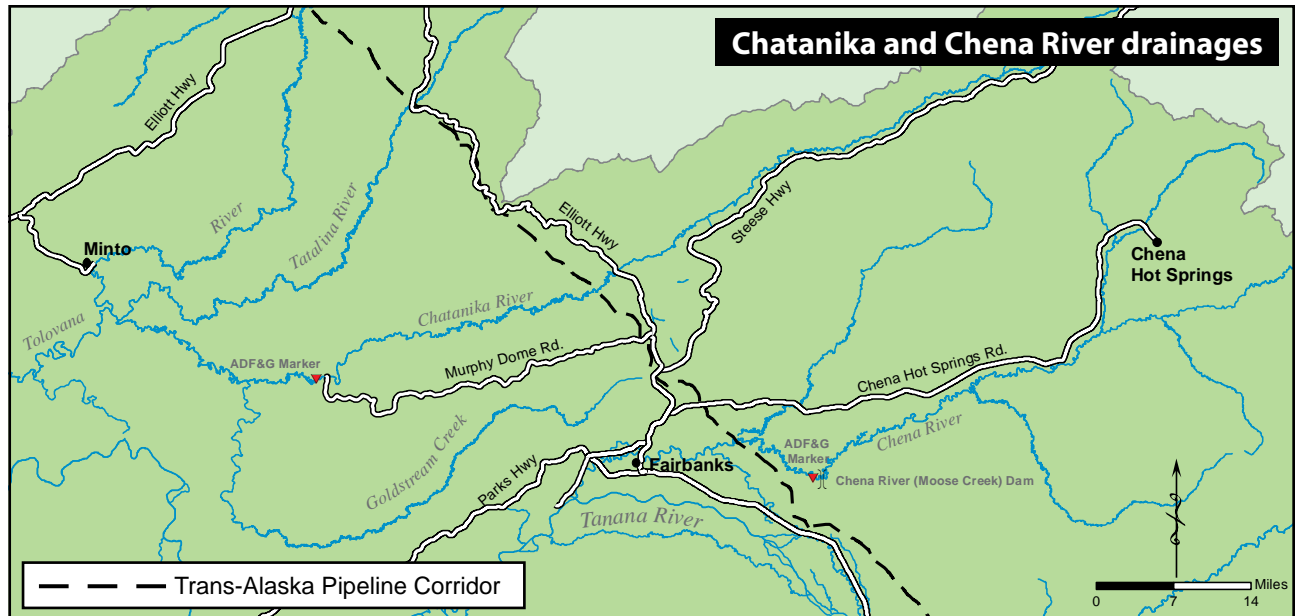 Chatanika and Chena River drainages
Elliott Hwy
River
Tatalina River
Minto
Elliott Hwy
Steese Hwy
Chena
Hot Springs
Chatanika River
Tolovana
ADF&G Marker
Murphy Dome Rd.
Chena Hot Springs Rd.
Goldstream Creek
Parks Hwy
Fairbanks
ADF&G
Marker
Chena River
Chena River (Moose Creek) Dam
Tanana River
Trans-Alaska Pipeline Corridor
Miles
0
7
14